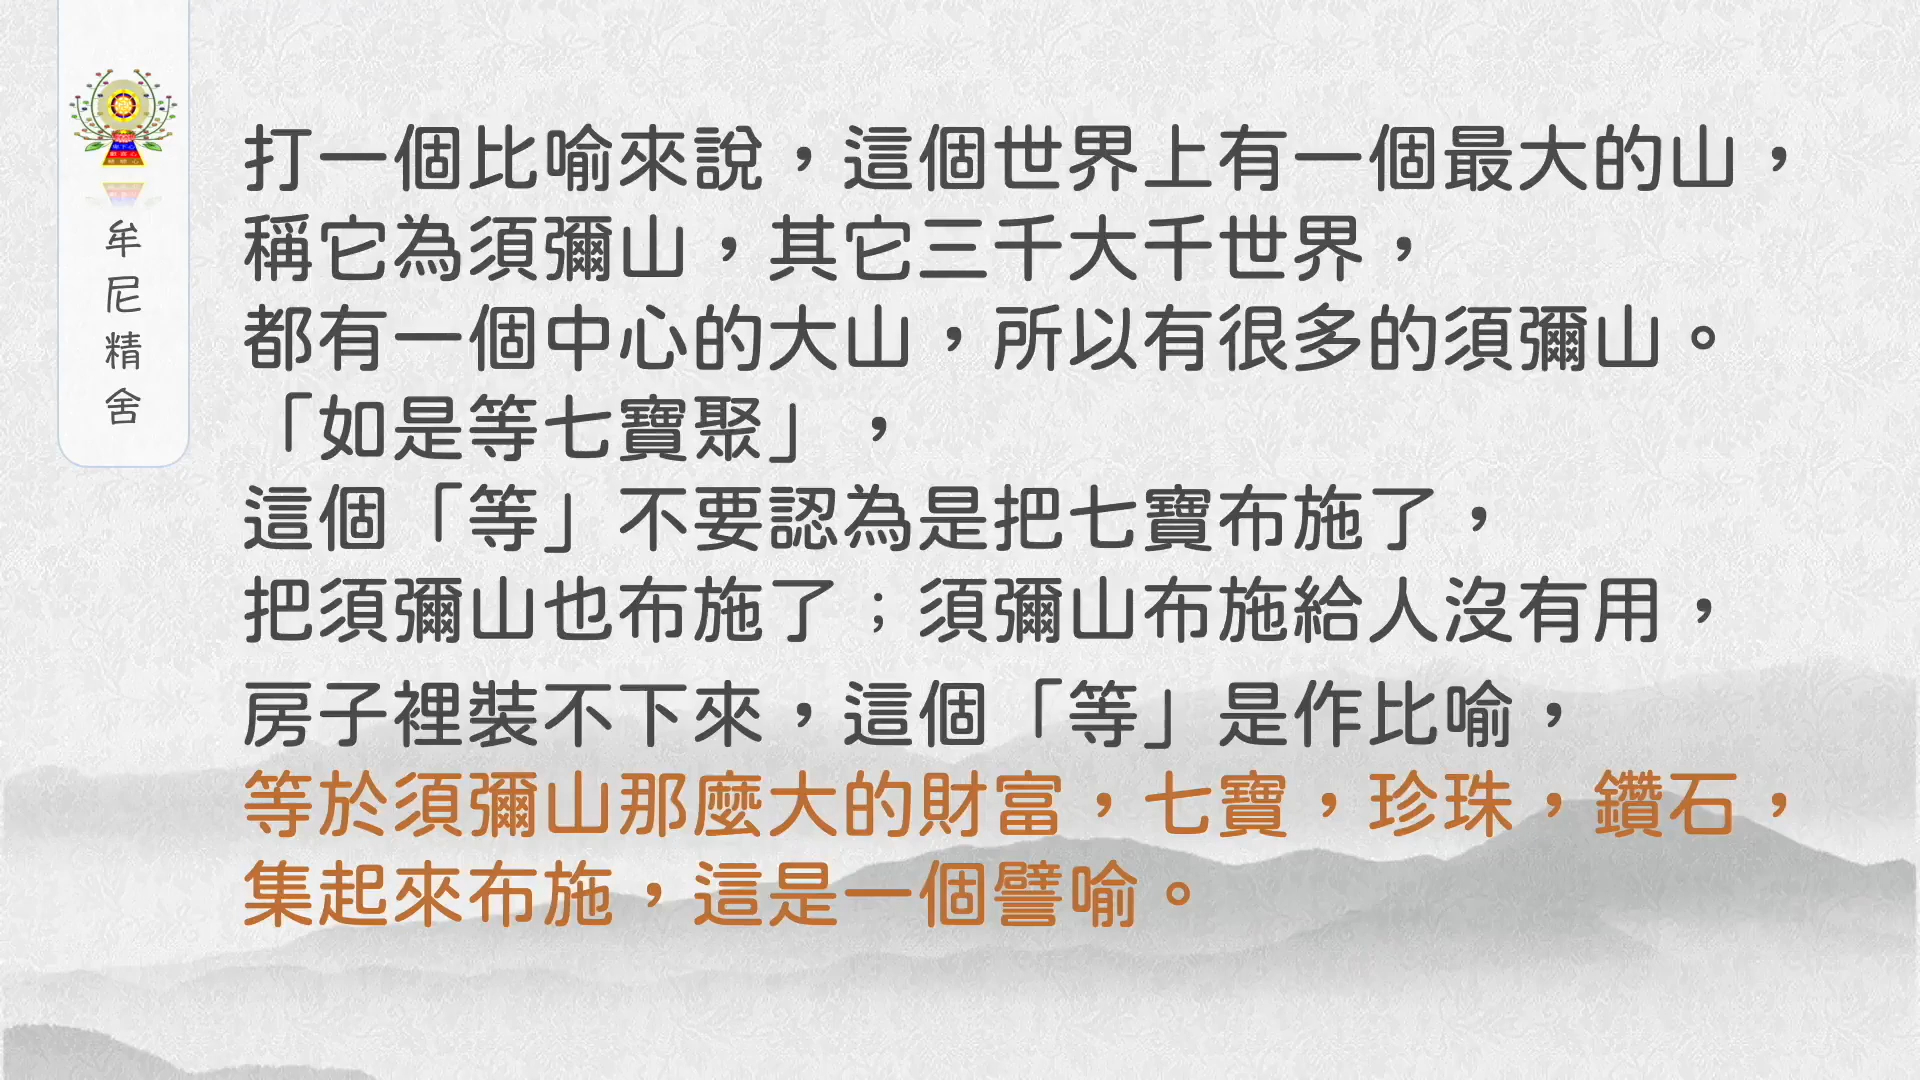 牟尼精舍
打一個比喻來說，這個世界上有一個最大的山，
稱它為須彌山，其它三千大千世界，
都有一個中心的大山，所以有很多的須彌山。
「如是等七寶聚」，
這個「等」不要認為是把七寶布施了，
把須彌山也布施了；須彌山布施給人沒有用，
房子裡裝不下來，這個「等」是作比喻，
等於須彌山那麼大的財富，七寶，珍珠，鑽石，
集起來布施，這是一個譬喻。